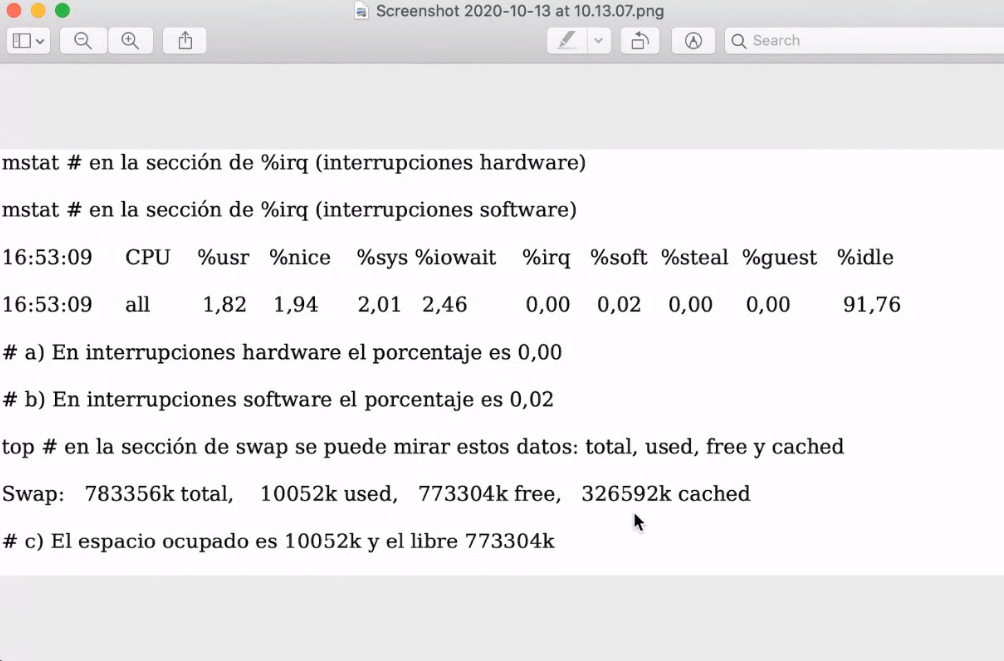 Screenshot 2020-10-13 at 10.13.07.png
Search
mstat # en la sección de %irq (interrupciones hardware)
mstat # en la sección de %irq (interrupciones software)
16:53:09 CPU %usr %nice %sys %iowait %irq %soft %steal %guest %idle
16:53:09 all 1,82 1,94 2,01 2,46 0,00 0,02 0,00 0,00 91,76
# a) En interrupciones hardware el porcentaje es 0,00
# b) En interrupciones software el porcentaje es 0,02
top # en la sección de swap se puede mirar estos datos: total, used, free y cached
Swap: 783356k total, 10052k used, 773304k free, 326592k cached
# c) El espacio ocupado es 10052k y el libre 773304k